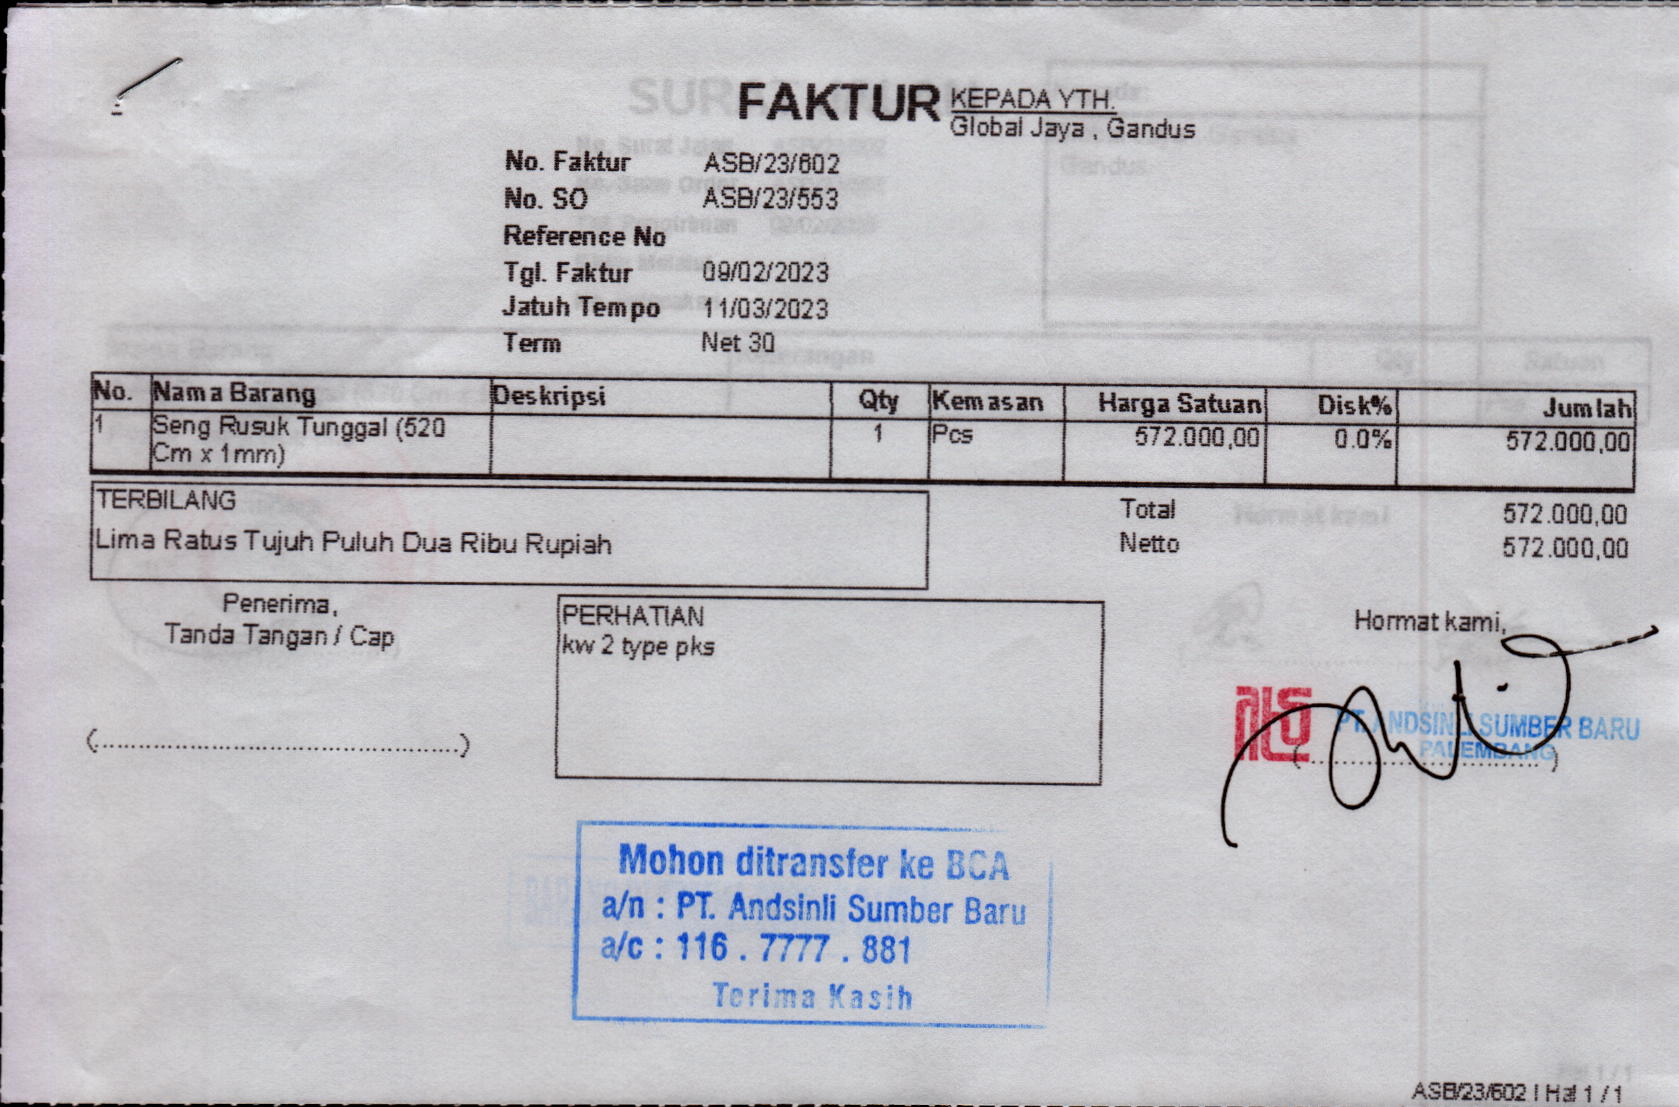 FAKTUR
KEPADA YTH.
Global Jaya , Gandus
No. Faktur ASB/23/602
No. SO ASB/23/553
Reference No
Tgl. Faktur 09/02/2023
Jatuh Tempo 11/03/2023
Term Net 30
No. Nama Barang Deskripsi Qty Kemasan Harga Satuan Disk% Jumlah
1 Seng Rusuk Tunggal (520 1 Pcs 572.000,00 0.0% 572.000,00
Cm x 1mm)
TERBILANG
Lima Ratus Tujuh Puluh Dua Ribu Rupiah
Total 572.000,00
Netto 572.000,00
Penerima,
Tanda Tangan / Cap
(..................................................)
PERHATIAN
kw 2 type pks
Hormat kami,
PT. ANDSINLI SUMBER BARU
PALEMBANG
(..................................)
Mohon ditransfer ke BCA
a/n : PT. Andsinli Sumber Baru
a/c : 116 . 7777 . 881
Terima Kasih
ASB/23/602 | Hal 1 / 1